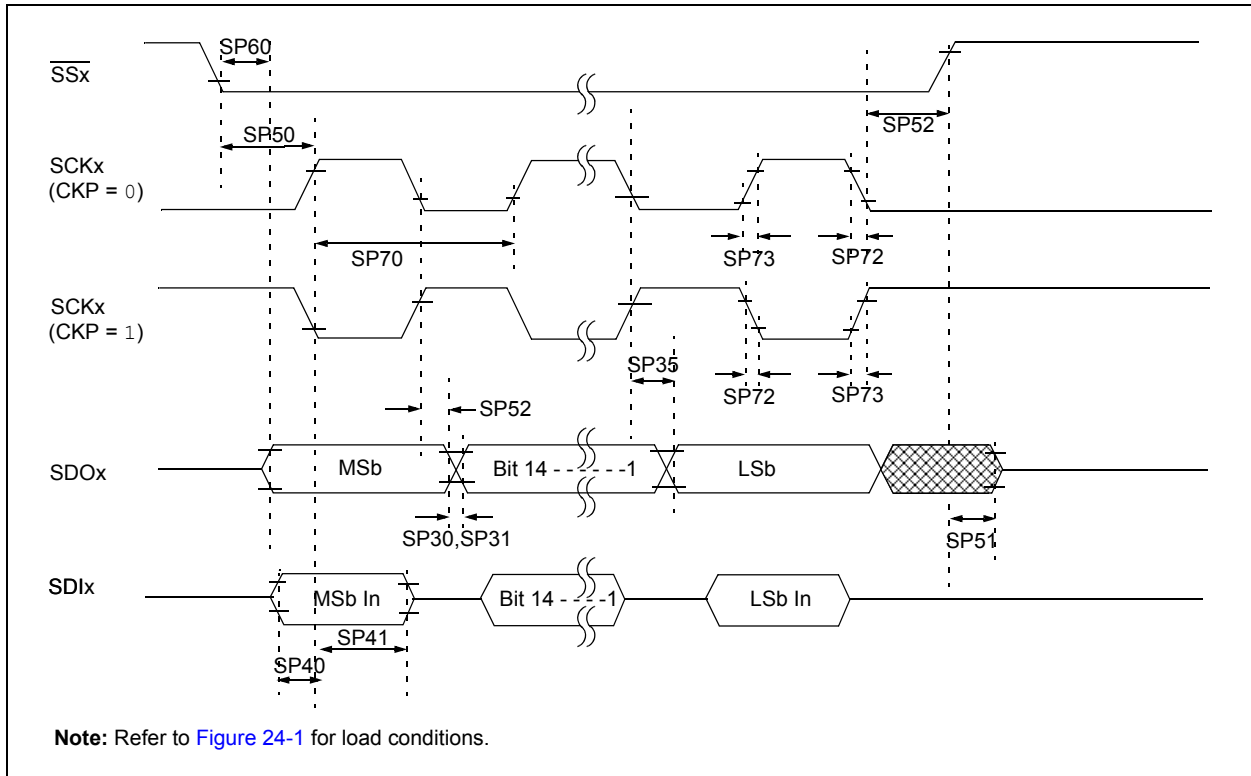 SP60
SSx
SP50
SP52
SCKx
(CKP = 0)
SP70
SP73
SP72
SCKx
(CKP = 1)
SP35
SP72
SP73
SP52
SDOx
MSb
Bit 14 - - - - - -1
LSb
SP30,SP31
SP51
SDIx
MSb In
Bit 14 - - - -1
LSb In
SP41
SP40
Note: Refer to Figure 24-1 for load conditions.